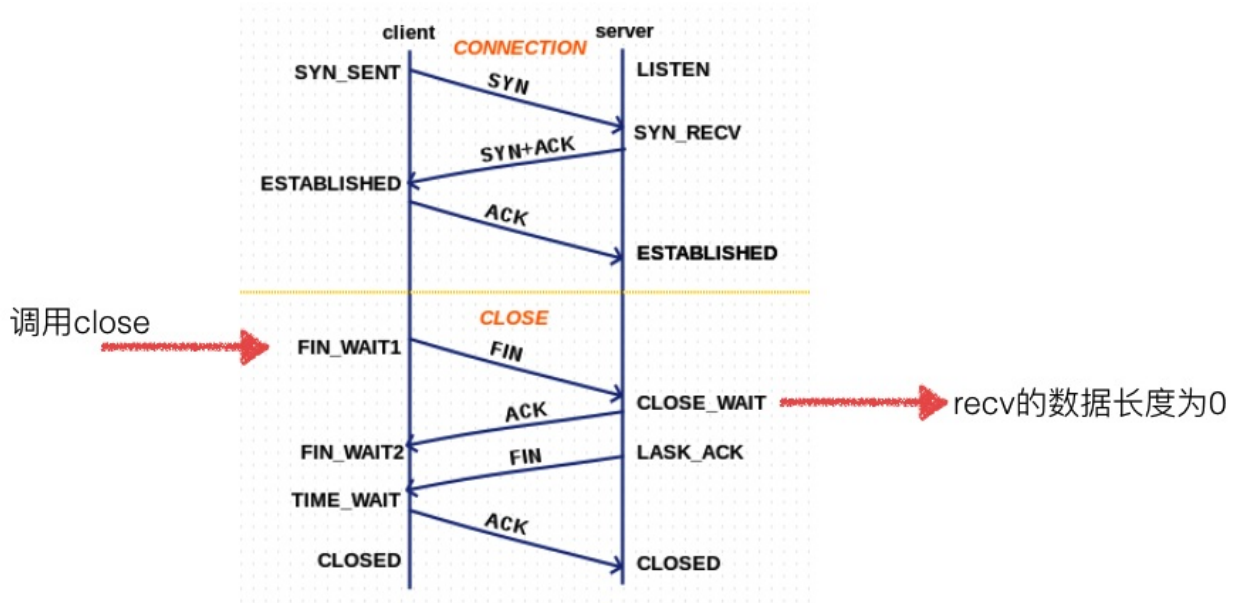 client
server
CONNECTION
SYN_SENT
LISTEN
SYN
SYN_RECV
SYN+ACK
ESTABLISHED
ACK
ESTABLISHED
调用close
CLOSE
FIN_WAIT1
FIN
CLOSE_WAIT
recv的数据长度为0
ACK
FIN_WAIT2
FIN
LASK_ACK
TIME_WAIT
ACK
CLOSED
CLOSED